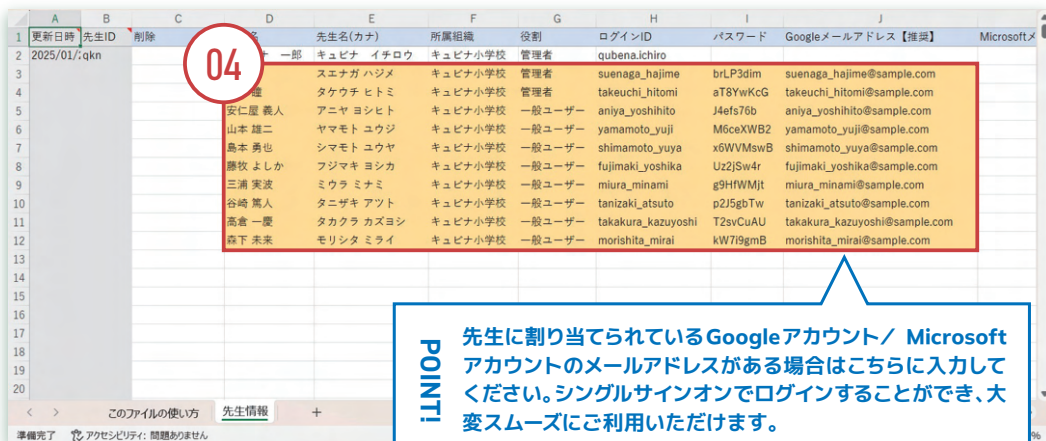 A B C D E F G H I J
1 更新日時 先生ID 削除 名 先生名(カナ) 所属組織 役割 ログインID パスワード Googleメールアドレス【推奨】 Microsoftメ
2 2025/01/ qkn 一郎 キュビナ イチロウ キュビナ小学校 管理者 qubena.ichiro
04
3 スエナガ ハジメ キュビナ小学校 管理者 suenaga_hajime brLP3dim suenaga_hajime@sample.com
4 瞳 タケウチ ヒトミ キュビナ小学校 管理者 takeuchi_hitomi aT8YwKcG takeuchi_hitomi@sample.com
5 安仁屋 義人 アニヤ ヨシヒト キュビナ小学校 一般ユーザー aniya_yoshihito J4efs76b aniya_yoshihito@sample.com
6 山本 雄二 ヤマモト ユウジ キュビナ小学校 一般ユーザー yamamoto_yuji M6ceXWB2 yamamoto_yuji@sample.com
7 島本 勇也 シマモト ユウヤ キュビナ小学校 一般ユーザー shimamoto_yuya x6WVMswB shimamoto_yuya@sample.com
8 藤牧 よしか フジマキ ヨシカ キュビナ小学校 一般ユーザー fujimaki_yoshika Uz2jSw4r fujimaki_yoshika@sample.com
9 三浦 実波 ミウラ ミナミ キュビナ小学校 一般ユーザー miura_minami g9HfWMjt miura_minami@sample.com
10 谷崎 篤人 タニザキ アツト キュビナ小学校 一般ユーザー tanizaki_atsuto p2J5gbTw tanizaki_atsuto@sample.com
11 高倉 一慶 タカクラ カズヨシ キュビナ小学校 一般ユーザー takakura_kazuyoshi T2svCuAU takakura_kazuyoshi@sample.com
12 森下 未来 モリシタ ミライ キュビナ小学校 一般ユーザー morishita_mirai kW7i9gmB morishita_mirai@sample.com
13
14
15
16
17
18
19
20
POINT!
先生に割り当てられているGoogleアカウント/ Microsoft
アカウントのメールアドレスがある場合はこちらに入力して
ください。シングルサインオンでログインすることができ、大
変スムーズにご利用いただけます。
このファイルの使い方 先生情報 +
準備完了 アクセシビリティ: 問題ありません %